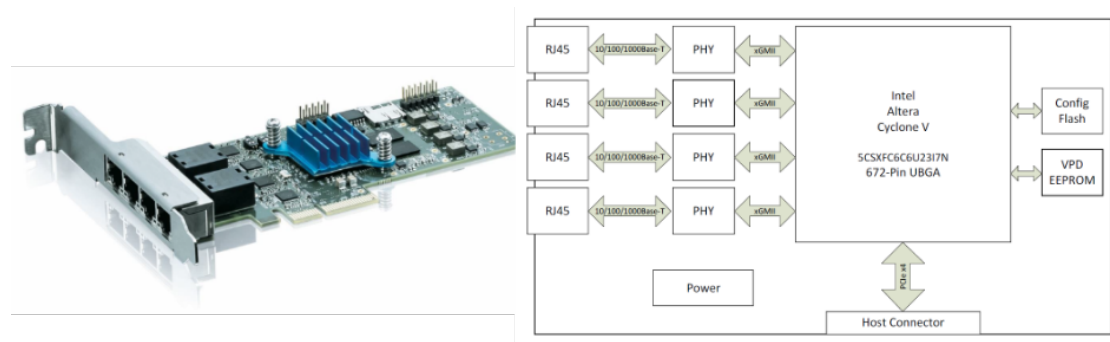 RJ45
10/100/1000Base-T
PHY
xGMII
RJ45
10/100/1000Base-T
PHY
xGMII
RJ45
10/100/1000Base-T
PHY
xGMII
RJ45
10/100/1000Base-T
PHY
xGMII
Intel
Altera
Cyclone V
5CSXFC6C6U23I7N
672-Pin UBGA
Config
Flash
VPD
EEPROM
Power
PCIe x4
Host Connector